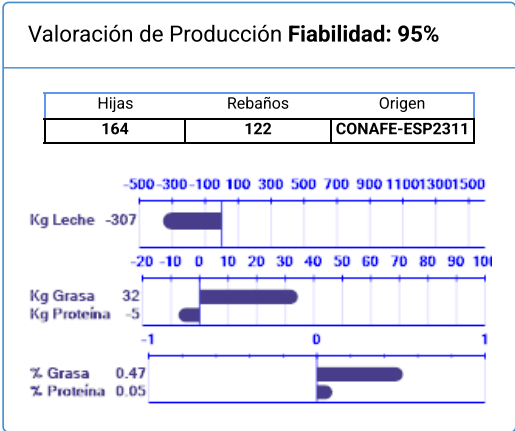 Valoración de Producción Fiabilidad: 95%
Hijas Rebaños Origen
164 122 CONAFE-ESP2311
-500 -300 -100 100 300 500 700 900 1100 1300 1500
Kg Leche -307
-20 -10 0 10 20 30 40 50 60 70 80 90 10
Kg Grasa 32
Kg Proteína -5
-1 0 1
% Grasa 0.47
% Proteína 0.05